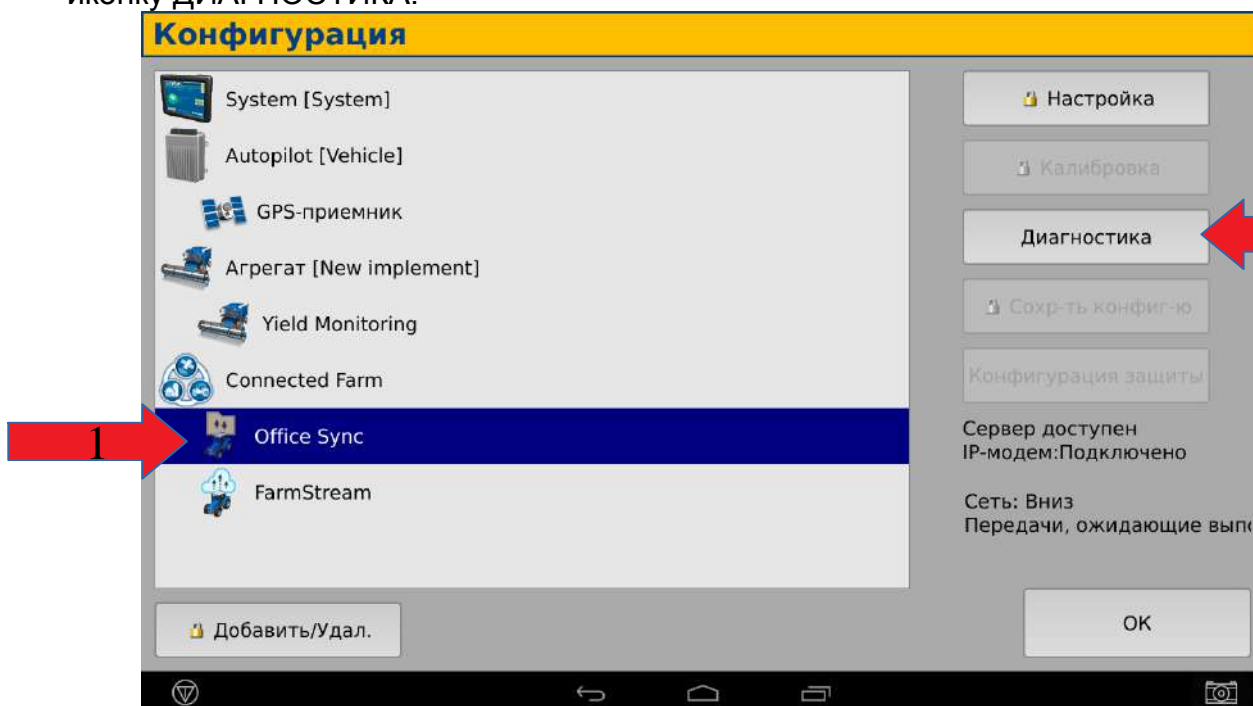 иконку ДИАГНОСТИКА.
Конфигурация
System [System]
Настройка
Autopilot [Vehicle]
Калибровка
GPS-приемник
Диагностика
Агрегат [New implement]
Сохр-ть конфиг-ю
Yield Monitoring
Connected Farm
Конфигурация защиты
1
Office Sync
Сервер доступен
IP-модем:Подключено
FarmStream
Сеть: Вниз
Передачи, ожидающие
Добавить/Удал.
OK